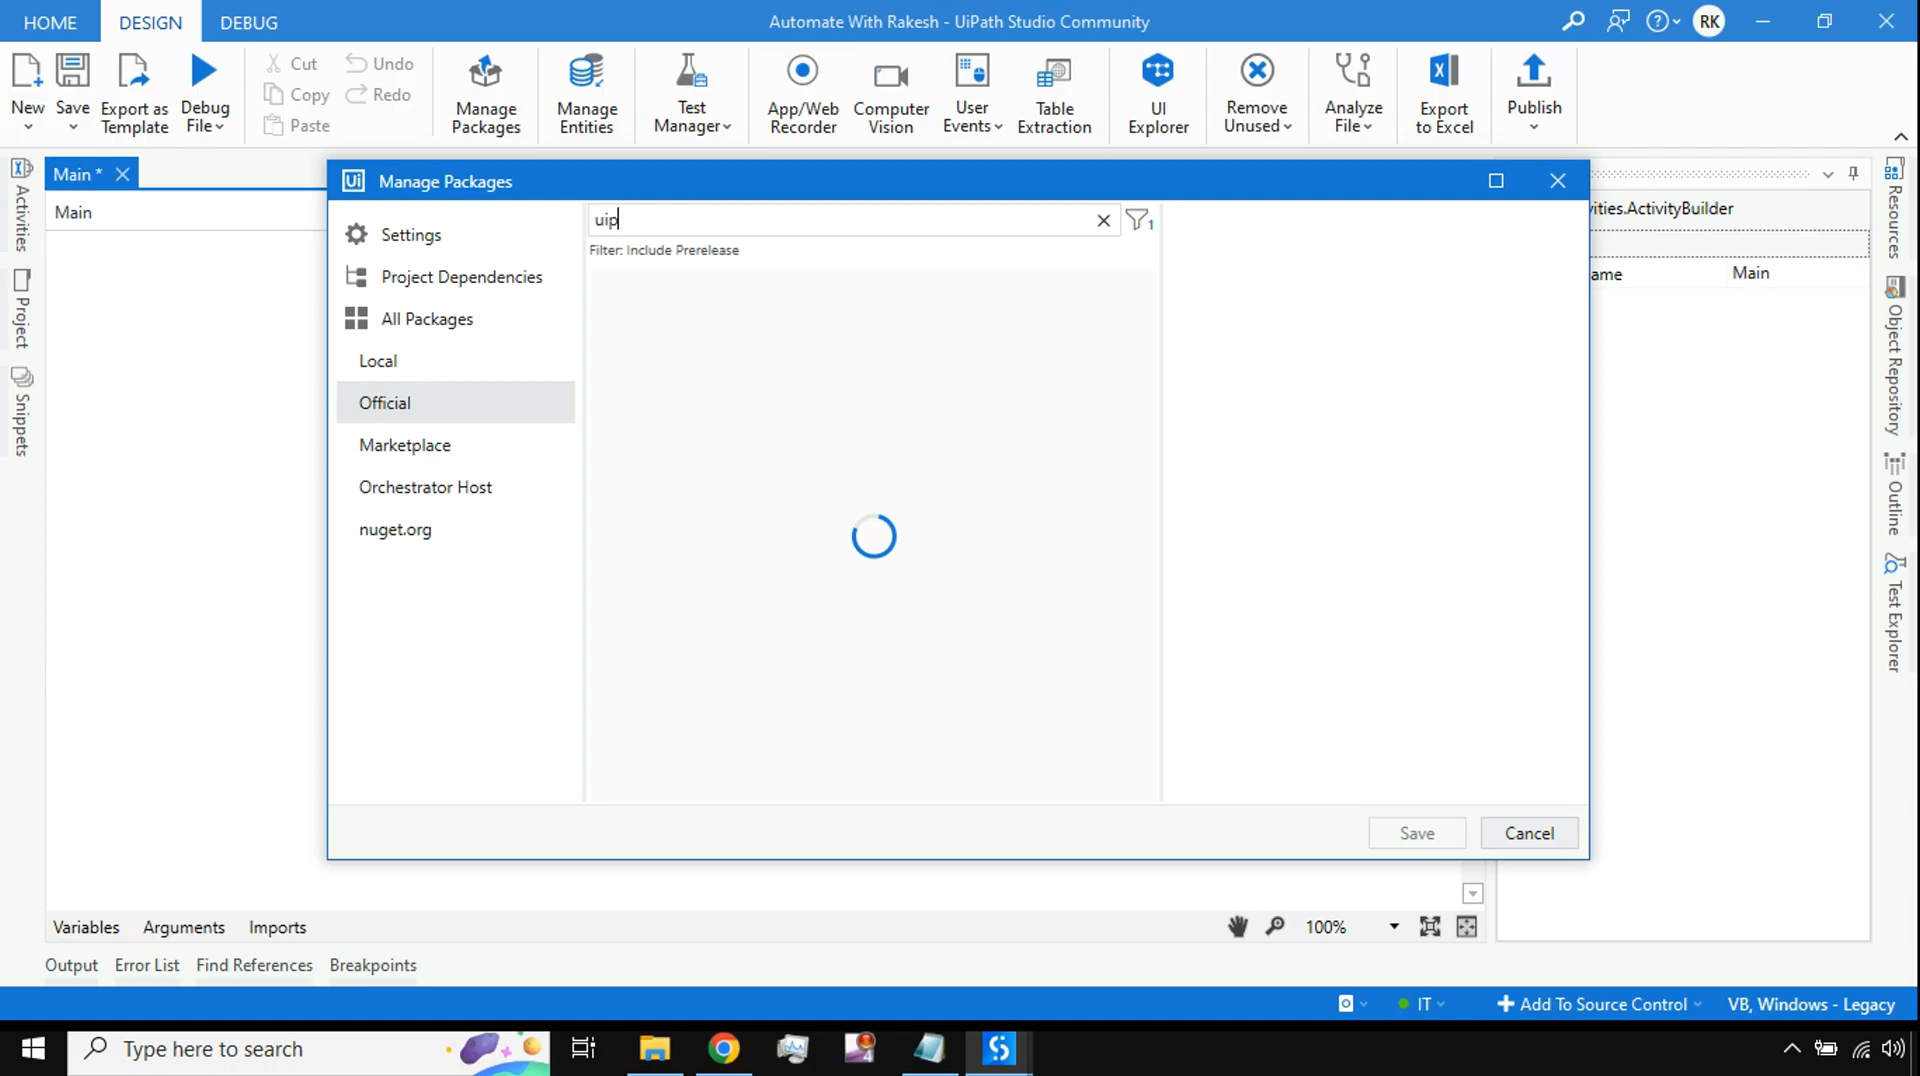 HOME DESIGN DEBUG
Automate With Rakesh - UiPath Studio Community
RK
New
Save
Export as
Template
Debug
File
Cut
Copy
Paste
Undo
Redo
Manage
Packages
Manage
Entities
Test
Manager
App/Web
Recorder
Computer
Vision
User
Events
Table
Extraction
UI
Explorer
Remove
Unused
Analyze
File
Export
to Excel
Publish
Activities
Project
Snippets
Main *
Main
Ui Manage Packages
Settings
Project Dependencies
All Packages
Local
Official
Marketplace
Orchestrator Host
nuget.org
uip
1
Filter: Include Prerelease
Save
Cancel
vities.ActivityBuilder
ame Main
Resources
Object Repository
Outline
Test Explorer
Variables Arguments Imports
100%
Output Error List Find References Breakpoints
IT
Add To Source Control
VB, Windows - Legacy
Type here to search
4